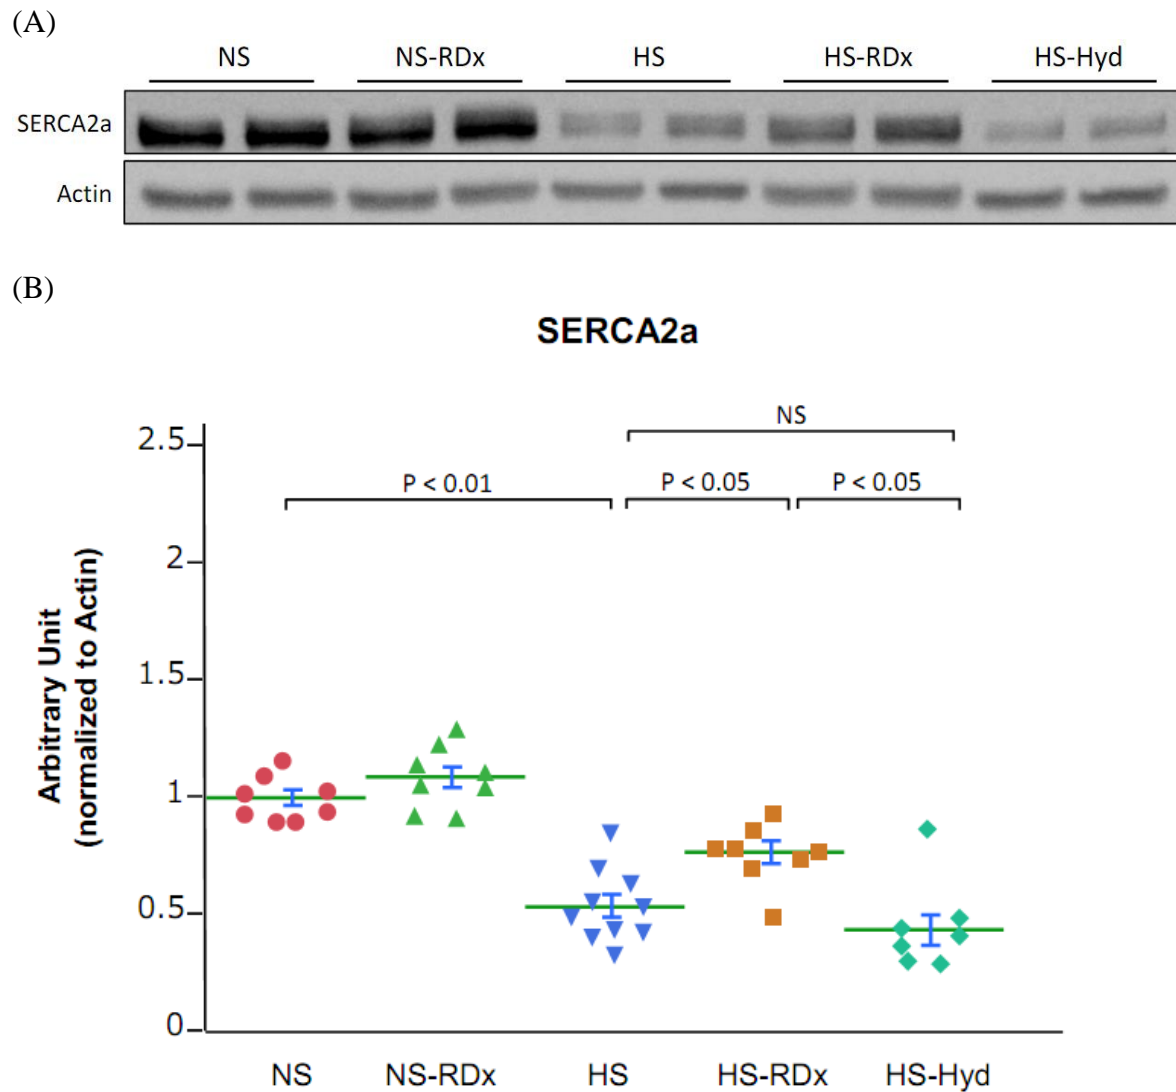 (A)
NS NS-RDx HS HS-RDx HS-Hyd
SERCA2a
Actin
(B)
SERCA2a
NS
P < 0.01 P < 0.05 P < 0.05
Arbitrary Unit
(normalized to Actin)
2.5
2
1.5
1
0.5
0
NS NS-RDx HS HS-RDx HS-Hyd